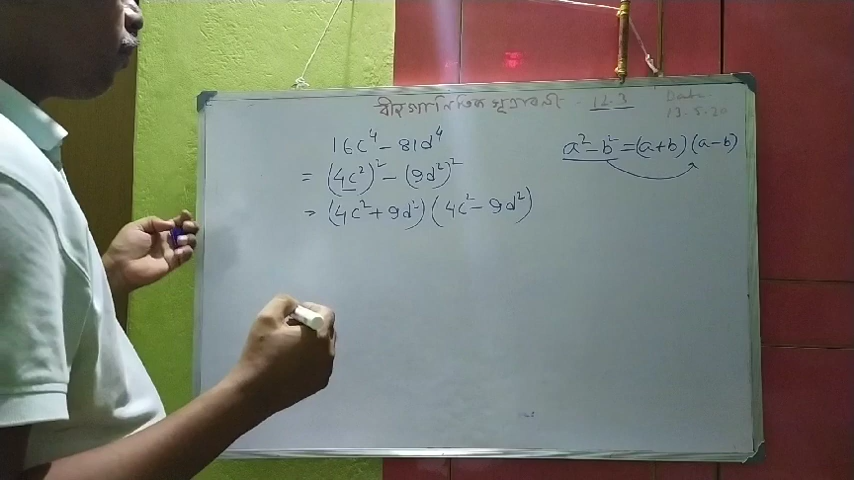 বীজগাণিতিক সূত্রাবলী 12.3
Date
13.5.20
16c⁴ - 81d⁴
= (4c²)² - (9d²)²
= (4c² + 9d²) (4c² - 9d²)
a² - b² = (a+b) (a-b)